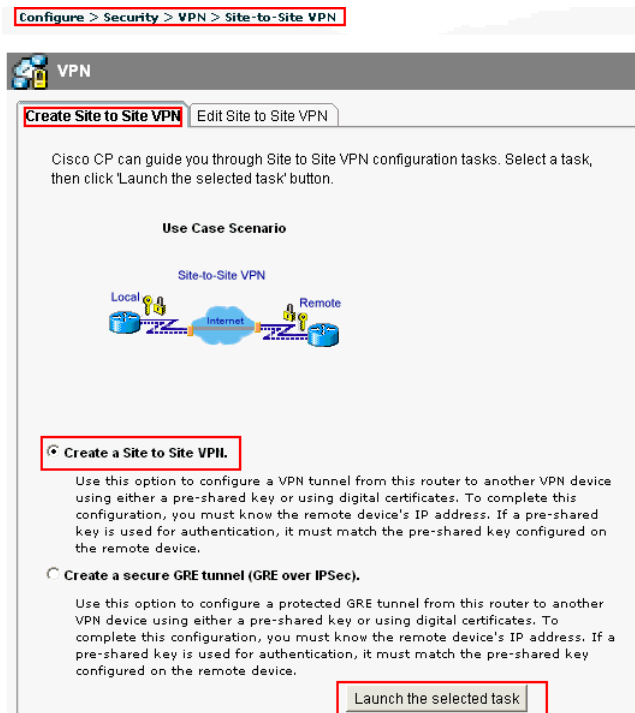 Configure > Security > VPN > Site-to-Site VPN
VPN
Create Site to Site VPN
Edit Site to Site VPN
Cisco CP can guide you through Site to Site VPN configuration tasks. Select a task,
then click 'Launch the selected task' button.
Use Case Scenario
Site-to-Site VPN
Local
Remote
Internet
Create a Site to Site VPN.
Use this option to configure a VPN tunnel from this router to another VPN device
using either a pre-shared key or using digital certificates. To complete this
configuration, you must know the remote device's IP address. If a pre-shared
key is used for authentication, it must match the pre-shared key configured on
the remote device.
Create a secure GRE tunnel (GRE over IPSec).
Use this option to configure a protected GRE tunnel from this router to another
VPN device using either a pre-shared key or using digital certificates. To
complete this configuration, you must know the remote device's IP address. If a
pre-shared key is used for authentication, it must match the pre-shared key
configured on the remote device.
Launch the selected task